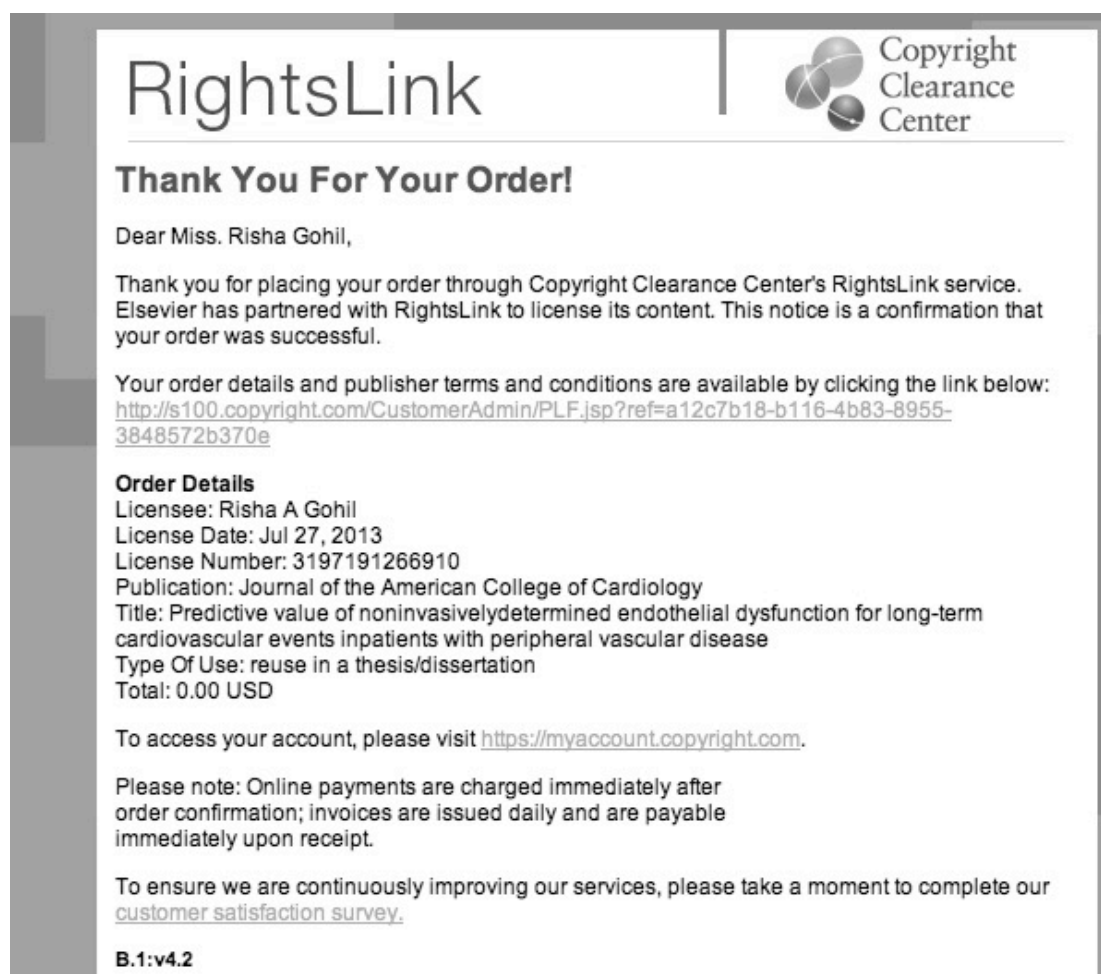 RightsLink
Copyright
Clearance
Center
Thank You For Your Order!
Dear Miss. Risha Gohil,
Thank you for placing your order through Copyright Clearance Center's RightsLink service.
Elsevier has partnered with RightsLink to license its content. This notice is a confirmation that
your order was successful.
Your order details and publisher terms and conditions are available by clicking the link below:
http://s100.copyright.com/CustomerAdmin/PLF.jsp?ref=a12c7b18-b116-4b83-8955-
3848572b370e
Order Details
Licensee: Risha A Gohil
License Date: Jul 27, 2013
License Number: 3197191266910
Publication: Journal of the American College of Cardiology
Title: Predictive value of noninvasivelydetermined endothelial dysfunction for long-term
cardiovascular events inpatients with peripheral vascular disease
Type Of Use: reuse in a thesis/dissertation
Total: 0.00 USD
To access your account, please visit https://myaccount.copyright.com.
Please note: Online payments are charged immediately after
order confirmation; invoices are issued daily and are payable
immediately upon receipt.
To ensure we are continuously improving our services, please take a moment to complete our
customer satisfaction survey.
B.1:v4.2